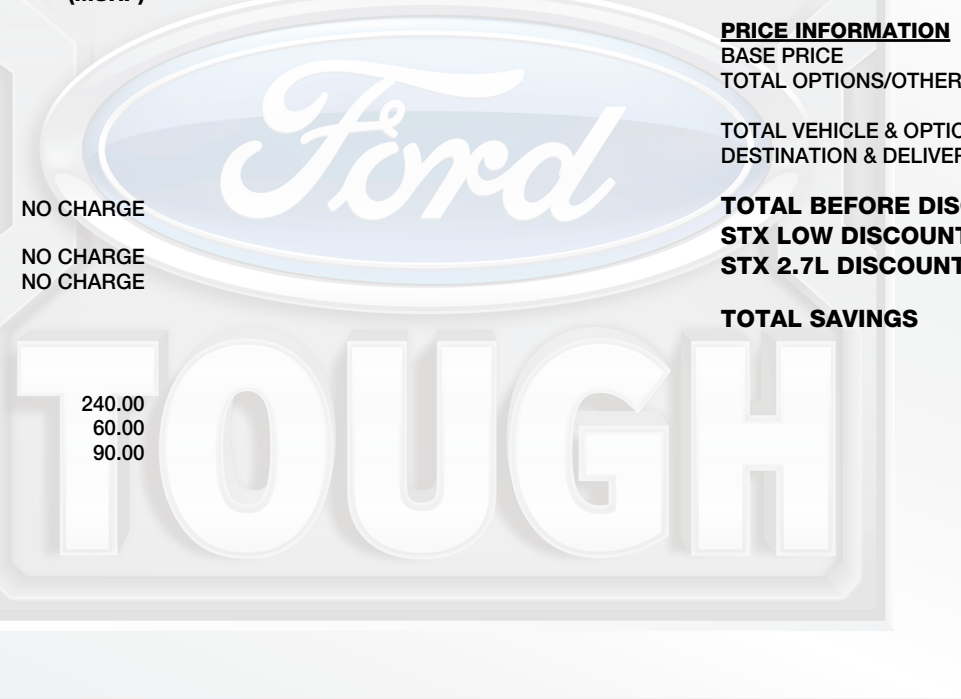 (MSRP)
NO CHARGE
NO CHARGE
NO CHARGE
240.00
60.00
90.00
PRICE INFORMATION
BASE PRICE
TOTAL OPTIONS/OTHER
TOTAL VEHICLE & OPTIO
DESTINATION & DELIVER
TOTAL BEFORE DIS
STX LOW DISCOUNT
STX 2.7L DISCOUNT
TOTAL SAVINGS
Ford
TOUGH